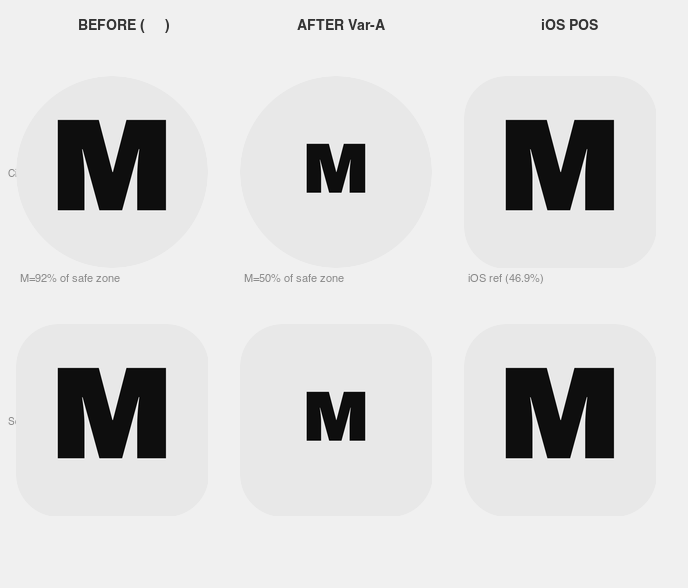 BEFORE ( )
AFTER Var-A
iOS POS
M
M
M
M=92% of safe zone
M=50% of safe zone
iOS ref (46.9%)
M
M
M